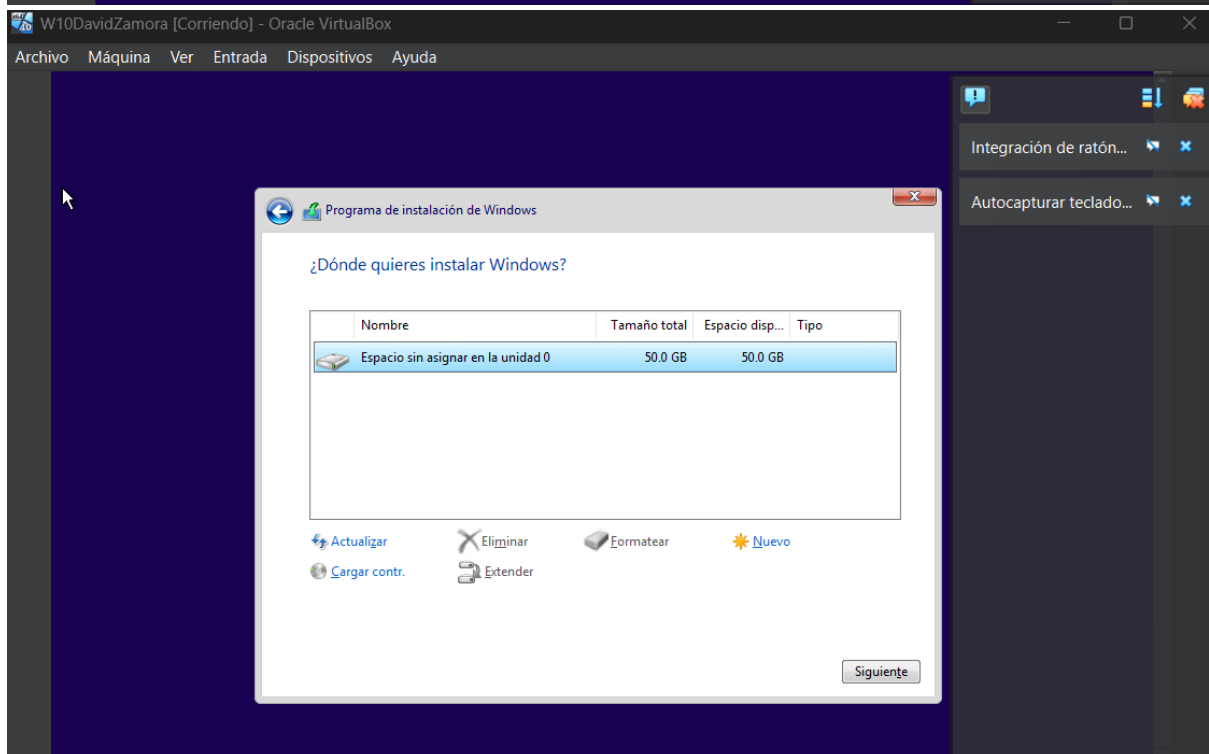 W10DavidZamora [Corriendo] - Oracle VirtualBox
Archivo Máquina Ver Entrada Dispositivos Ayuda
Integración de ratón...
Autocapturar teclado...
Programa de instalación de Windows
¿Dónde quieres instalar Windows?
Nombre Tamaño total Espacio disp... Tipo
Espacio sin asignar en la unidad 0 50.0 GB 50.0 GB
Actualizar Eliminar Formatear Nuevo
Cargar contr. Extender
Siguiente